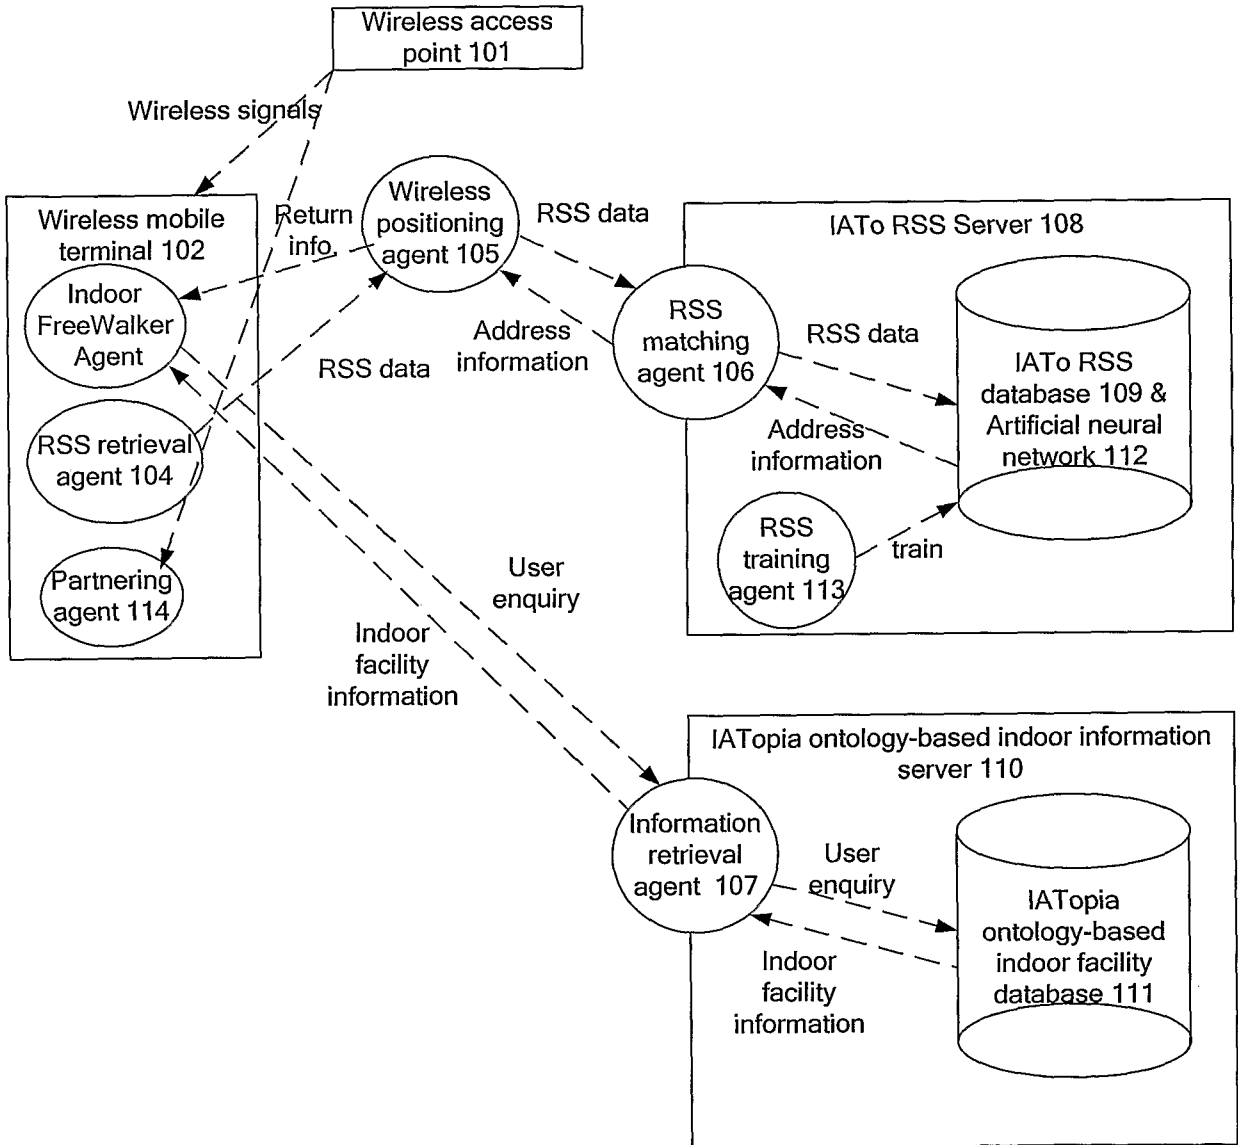 Wireless access
point 101
Wireless signals
Wireless mobile
terminal 102
Return
info.
Wireless
positioning
agent 105
RSS data
IATo RSS Server 108
Indoor
FreeWalker
Agent
RSS data
Address
information
RSS
matching
agent 106
RSS data
IATo RSS
database 109 &
Artificial neural
network 112
Address
information
RSS retrieval
agent 104
RSS
training
agent 113
train
Partnering
agent 114
User
enquiry
Indoor
facility
information
IATopia ontology-based indoor information
server 110
Information
retrieval
agent 107
User
enquiry
IATopia
ontology-based
indoor facility
database 111
Indoor
facility
information